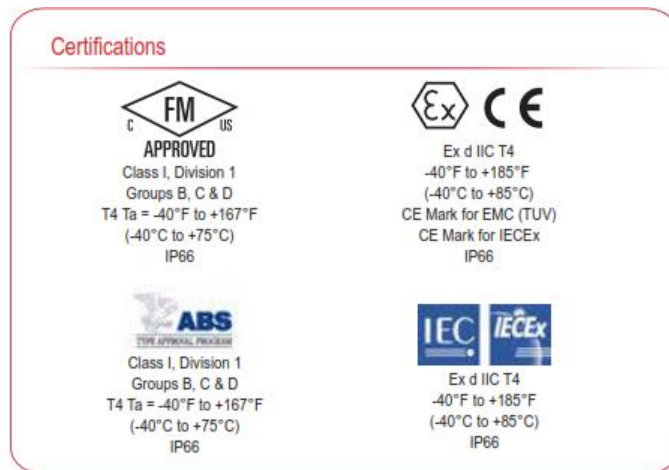 Certifications
FM
C US
APPROVED
Class I, Division 1
Groups B, C & D
T4 Ta = -40°F to +167°F
(-40°C to +75°C)
IP66
Ex CE
Ex d IIC T4
-40°F to +185°F
(-40°C to +85°C)
CE Mark for EMC (TUV)
CE Mark for IECEx
IP66
ABS
TYPE APPROVAL PROGRAM
Class I, Division 1
Groups B, C & D
T4 Ta = -40°F to +167°F
(-40°C to +75°C)
IP66
IEC IECEx
Ex d IIC T4
-40°F to +185°F
(-40°C to +85°C)
IP66